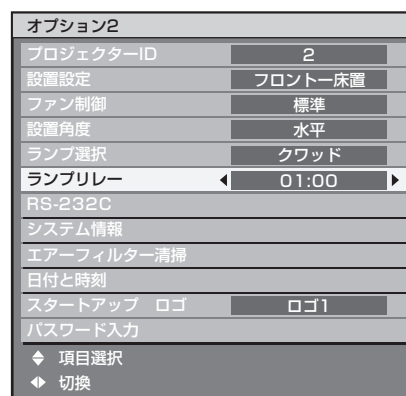 オプション2
プロジェクターID 2
設置設定 フロントー床置
ファン制御 標準
設置角度 水平
ランプ選択 クワッド
ランプリレー 01:00
RS-232C
システム情報
エアーフィルター清掃
日付と時刻
スタートアップ ロゴ ロゴ1
パスワード入力
項目選択
切換